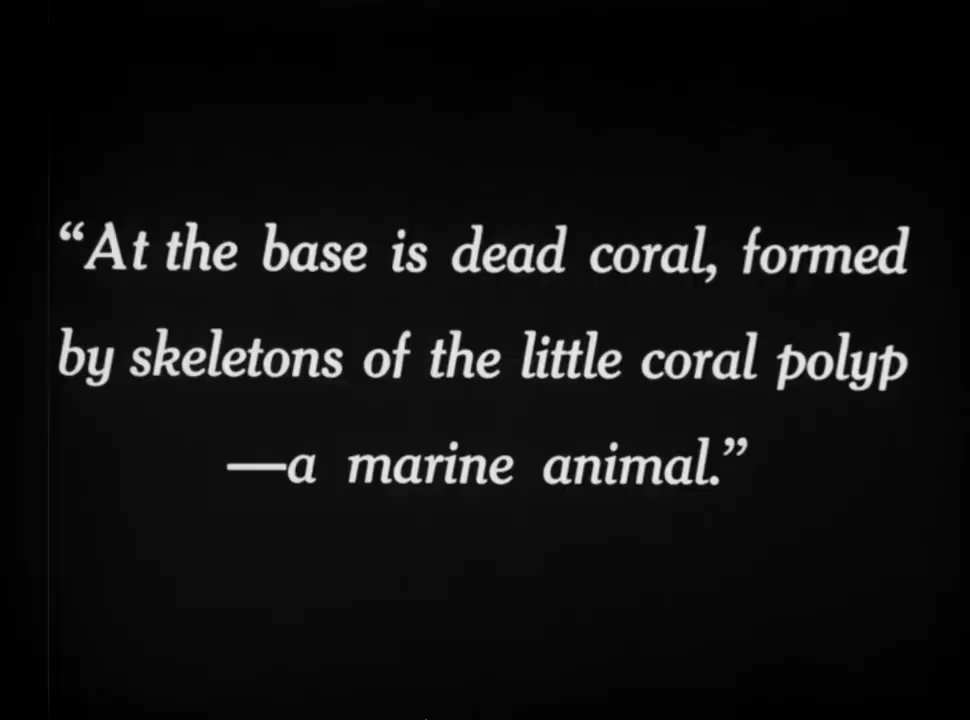 “At the base is dead coral, formed
by skeletons of the little coral polyp
—a marine animal.”